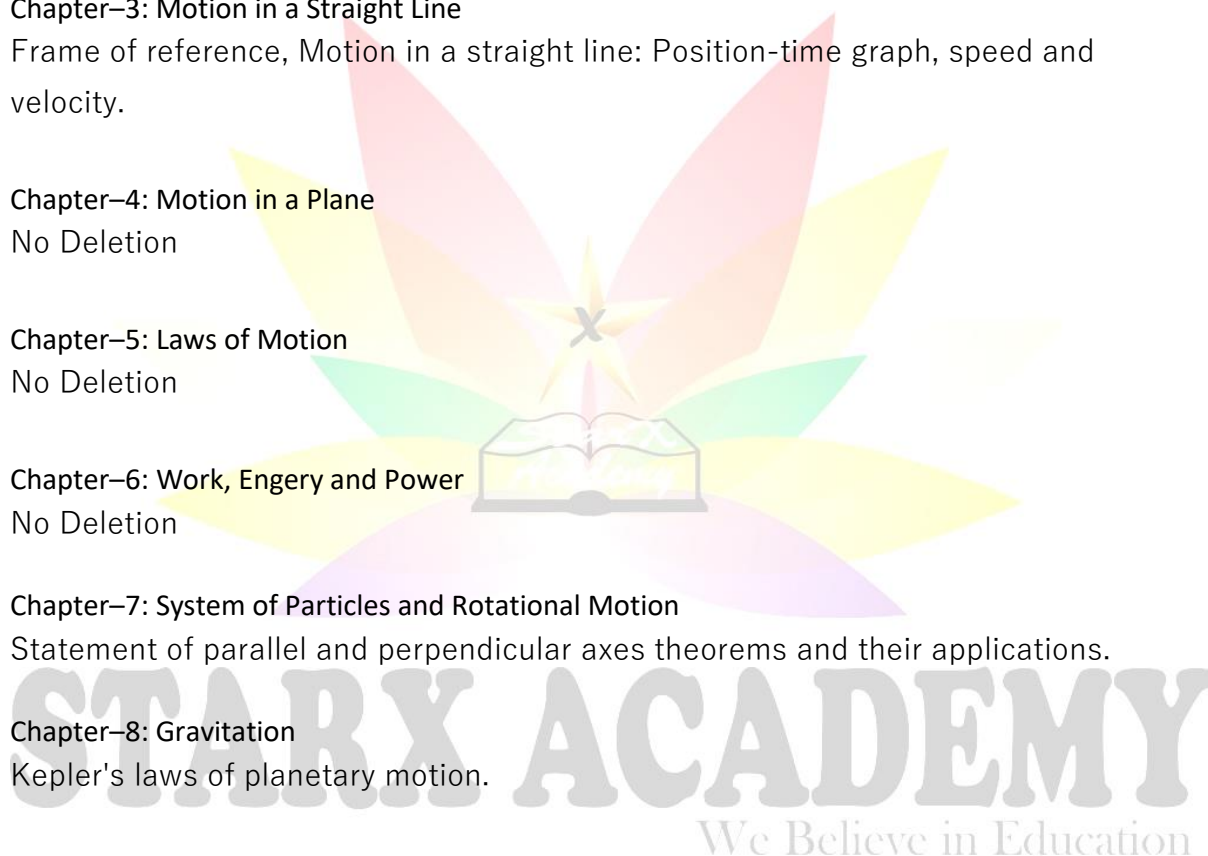 Chapter–3: Motion in a Straight Line
Frame of reference, Motion in a straight line: Position-time graph, speed and
velocity.
Chapter–4: Motion in a Plane
No Deletion
X
Chapter–5: Laws of Motion
No Deletion
StarX
Academy
Chapter–6: Work, Engery and Power
No Deletion
Chapter–7: System of Particles and Rotational Motion
Statement of parallel and perpendicular axes theorems and their applications.
STARX ACADEMY
Chapter–8: Gravitation
Kepler's laws of planetary motion.
We Believe in Education